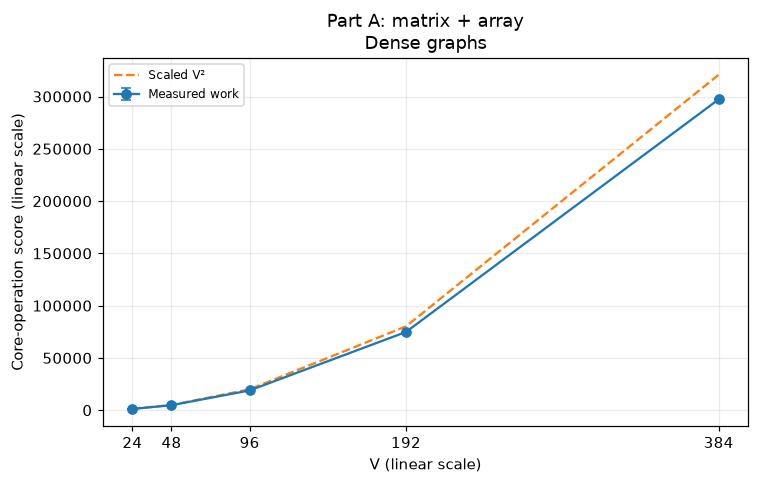 Part A: matrix + array
Dense graphs
Scaled V²
Measured work
Core-operation score (linear scale)
300000
250000
200000
150000
100000
50000
0
24 48 96 192 384
V (linear scale)